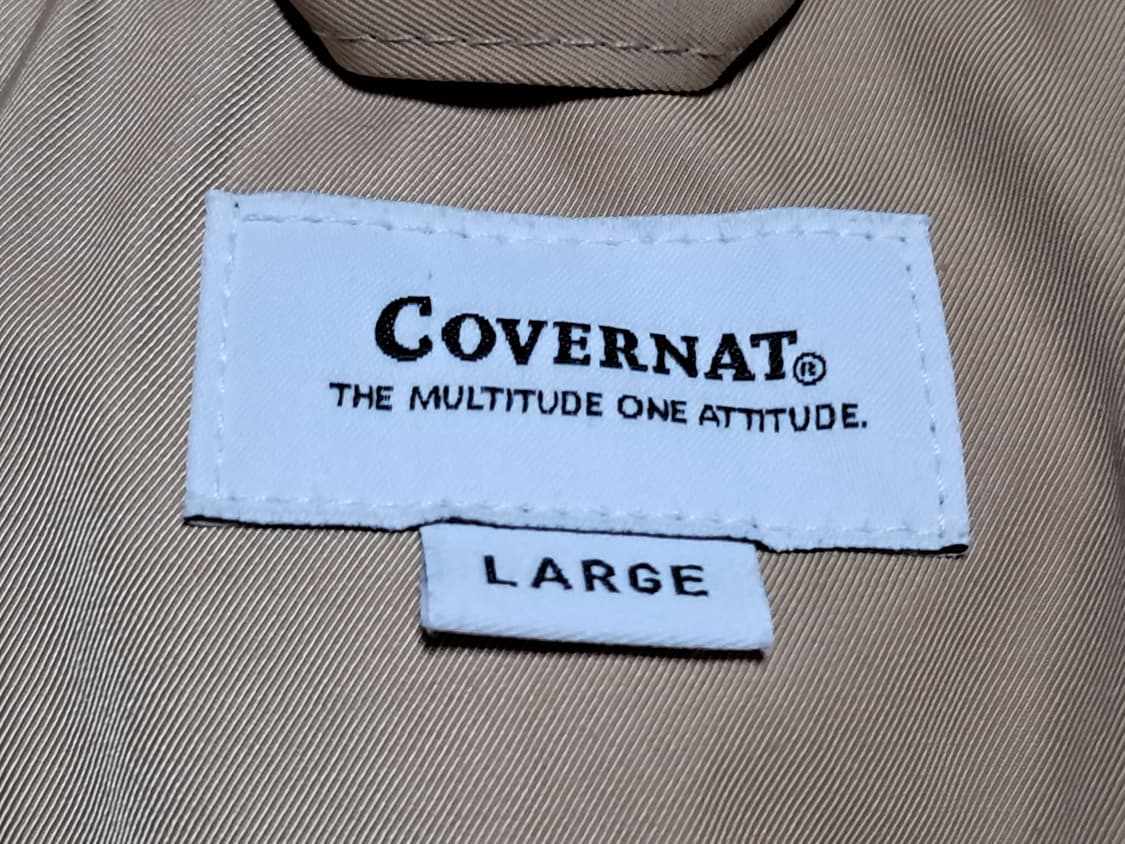 COVERNAT®
THE MULTITUDE ONE ATTITUDE.
LARGE